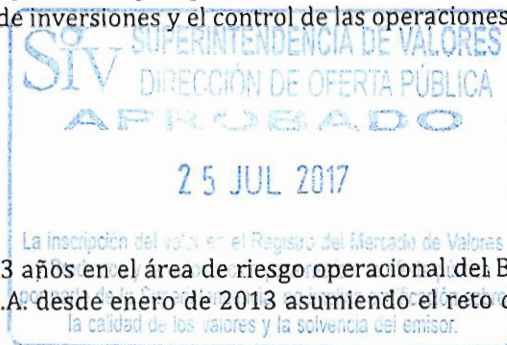 de inversiones y el control de las operaciones
SIV SUPERINTENDENCIA DE VALORES
DIRECCIÓN DE OFERTA PÚBLICA
APROBADO
25 JUL 2017
La inscripción del valor en el Registro del Mercado de Valores
3 años en el área de riesgo operacional del B
.A. desde enero de 2013 asumiendo el reto
la calidad de los valores y la solvencia del emisor.